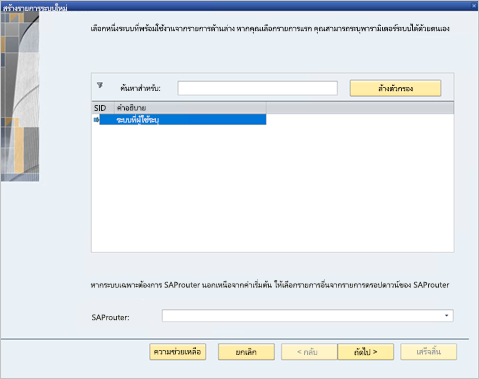 สร้างรายการระบบใหม่
เลือกหนึ่งระบบที่พร้อมใช้งานจากรายการด้านล่าง หากคุณเลือกรายการแรก คุณสามารถระบุพารามิเตอร์ระบบได้ด้วยตนเอง
ค้นหาสำหรับ: ล้างตัวกรอง
SID คำอธิบาย
ระบบที่ผู้ใช้ระบุ
หากระบบเฉพาะต้องการ SAProuter นอกเหนือจากค่าเริ่มต้น ให้เลือกรายการอื่นจากรายการดรอปดาวน์ของ SAProuter
SAProuter:
ความช่วยเหลือ ยกเลิก < กลับ ถัดไป > เสร็จสิ้น